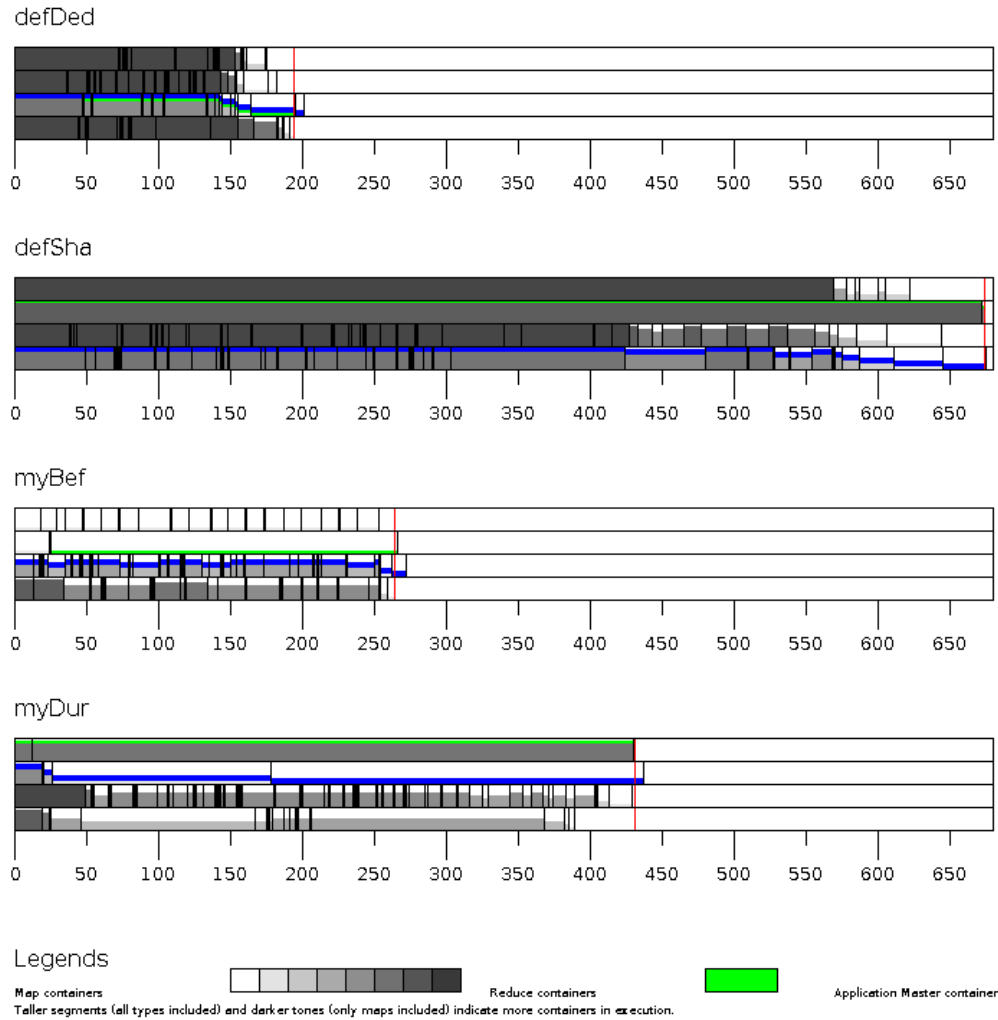 defDed
0 50 100 150 200 250 300 350 400 450 500 550 600 650
defSha
0 50 100 150 200 250 300 350 400 450 500 550 600 650
myBef
0 50 100 150 200 250 300 350 400 450 500 550 600 650
myDur
0 50 100 150 200 250 300 350 400 450 500 550 600 650
Legends
Map containers Reduce containers Application Master container
Taller segments (all types included) and darker tones (only maps included) indicate more containers in execution.